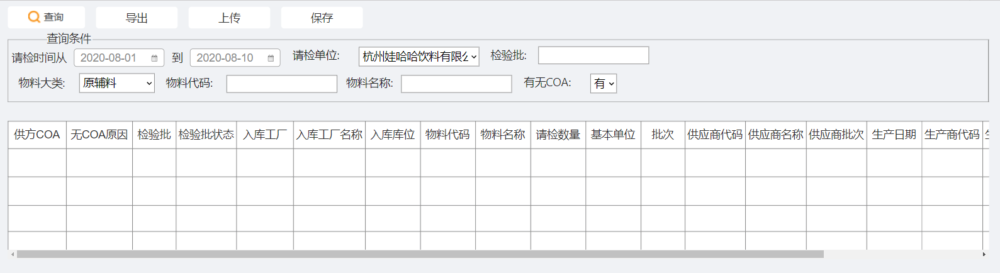 查询 导出 上传 保存
查询条件
请检时间从 2020-08-01 到 2020-08-10 请检单位: 杭州娃哈哈饮料有限公 检验批:
物料大类: 原辅料 物料代码: 物料名称: 有无COA: 有
供方COA 无COA原因 检验批 检验批状态 入库工厂 入库工厂名称 入库库位 物料代码 物料名称 请检数量 基本单位 批次 供应商代码 供应商名称 供应商批次 生产日期 生产商代码